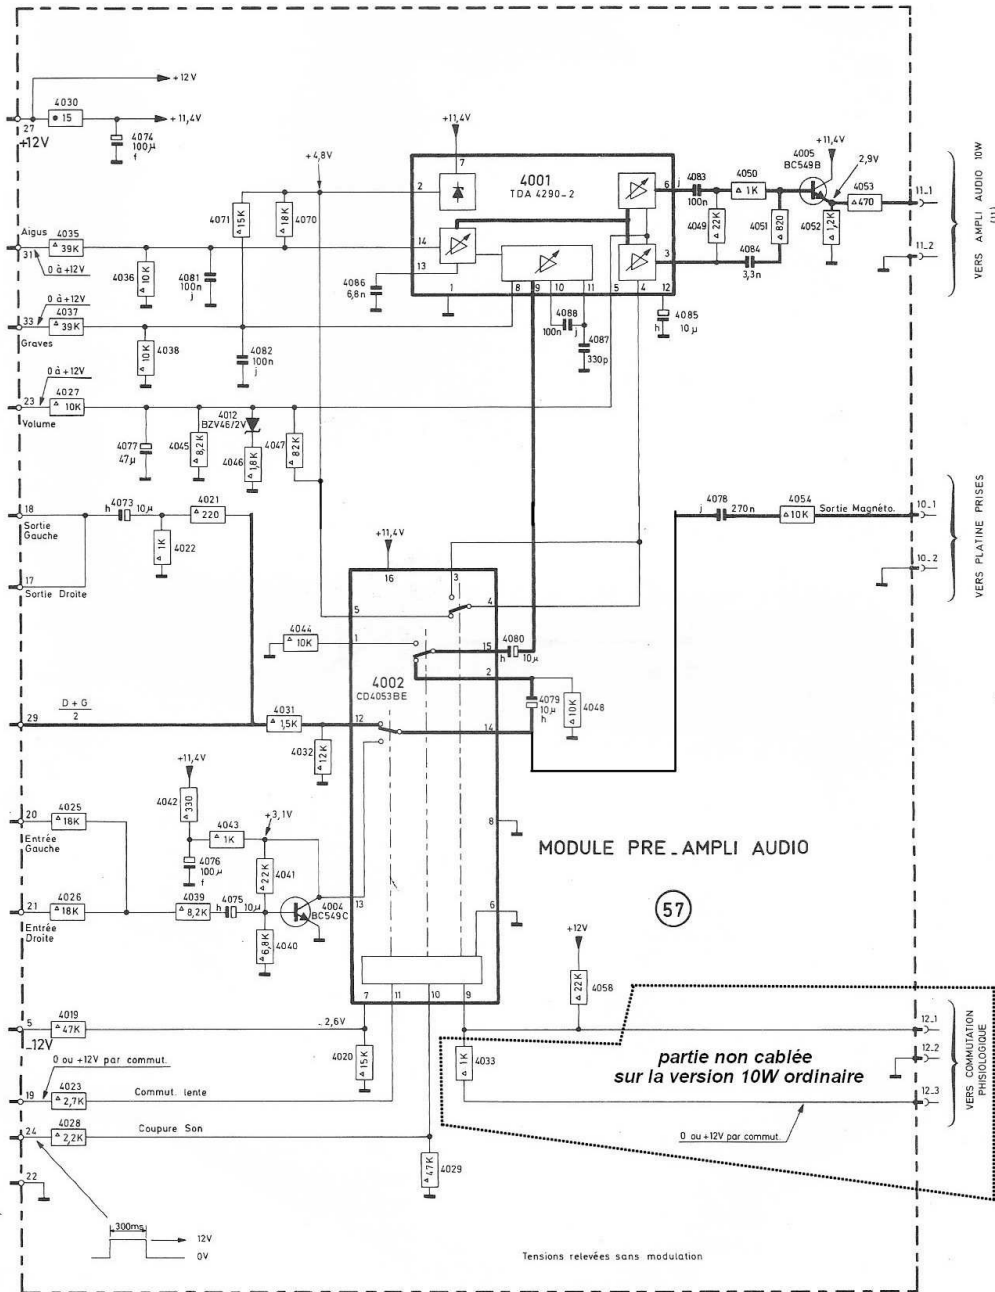 +12V
4030
15
+11,4V
27
+12V
4074
100µ
f
+4,8V
+11,4V
7
4001
TDA 4290-2
2
14
13
6
3
1
8
9
10
11
5
4
12
j
4083
100n
4050
1K
+11,4V
4005
BC549B
2,9V
4053
470
11_1
4049
22K
4051
820
4052
1,2K
4084
3,3n
11_2
VERS AMPLI AUDIO 10W
(11)
4071
15K
18K
4070
Aigus
4035
39K
31
0 à +12V
4036
10K
4081
100n
j
4086
6,8n
4088
100n
j
4087
330p
h
4085
10µ
0 à +12V
4037
33
39K
Graves
10K
4038
4082
100n
j
0 à +12V
4027
23
10K
Volume
4077
47µ
4045
8,2K
4012
BZV46/2V
4046
1,8K
4047
82K
18
Sortie
Gauche
4073
h
10µ
4021
220
1K
4022
17
Sortie Droite
4078
j
270n
4054
10K
Sortie Magnéto.
10_1
10_2
VERS PLATINE PRISES
+11,4V
16
3
5
4
4044
10K
1
15
4080
h
10µ
2
4002
CD4053BE
4079
10µ
h
10K
4048
D + G
2
29
4031
1,5K
12
14
4032
12K
+11,4V
4042
330
4043
1K
+3,1V
4076
100µ
f
22K
4041
20
4025
18K
Entrée
Gauche
8
MODULE PRE_AMPLI AUDIO
57
21
4026
18K
Entrée
Droite
4039
8,2K
4075
h
10µ
4004
BC549C
13
6,8K
4040
6
7
11
10
9
+12V
22K
4058
5
4019
47K
_12V
_2,6V
4020
15K
1K
4033
partie non cablée
sur la version 10W ordinaire
12_1
12_2
12_3
VERS COMMUTATION
PHISIOLOGIQUE
0 ou +12V par commut.
19
4023
2,7K
Commut. lente
24
4028
2,2K
Coupure Son
0 ou +12V par commut.
47K
4029
22
300ms
12V
0V
Tensions relevées sans modulation